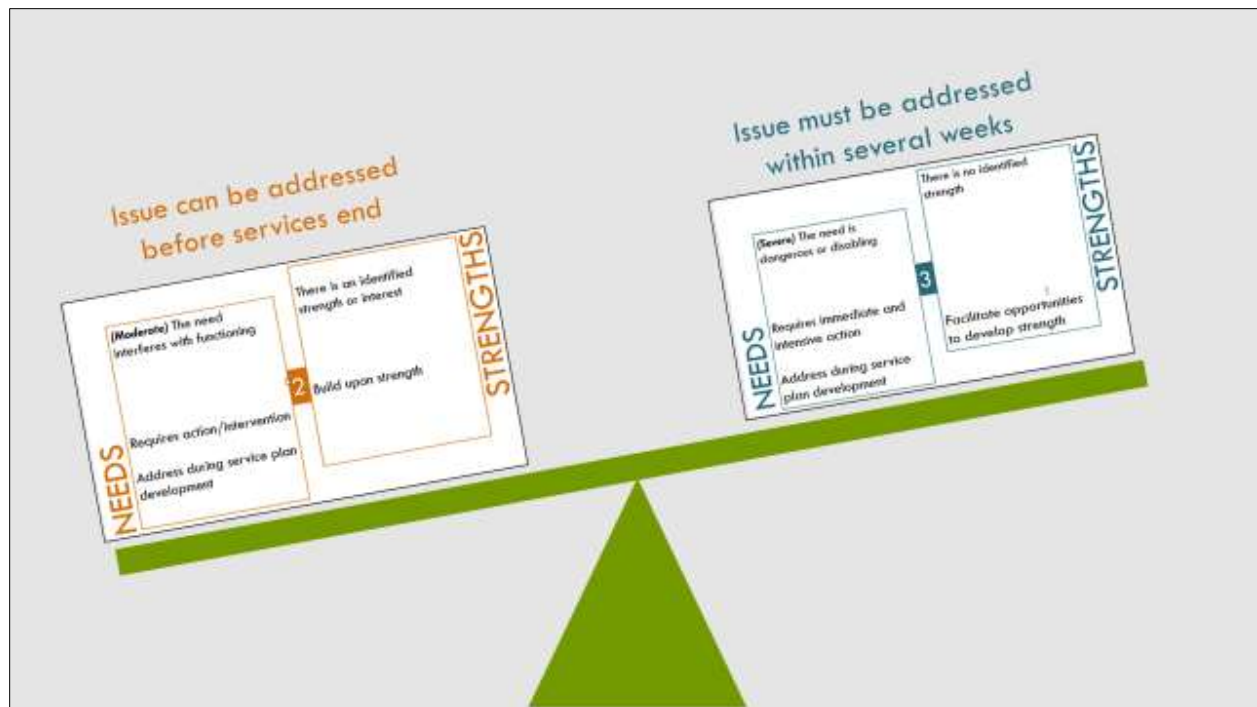 Issue can be addressed
before services end
NEEDS
(Moderate) The need
interferes with functioning
Requires action/intervention
Address during service plan
development
2
There is an identified
strength or interest
Build upon strength
STRENGTHS
Issue must be addressed
within several weeks
NEEDS
(Severe) The need is
dangerous or disabling
Requires immediate and
intensive action
Address during service
plan development
3
There is no identified
strength
Facilitate opportunities
to develop strength
STRENGTHS